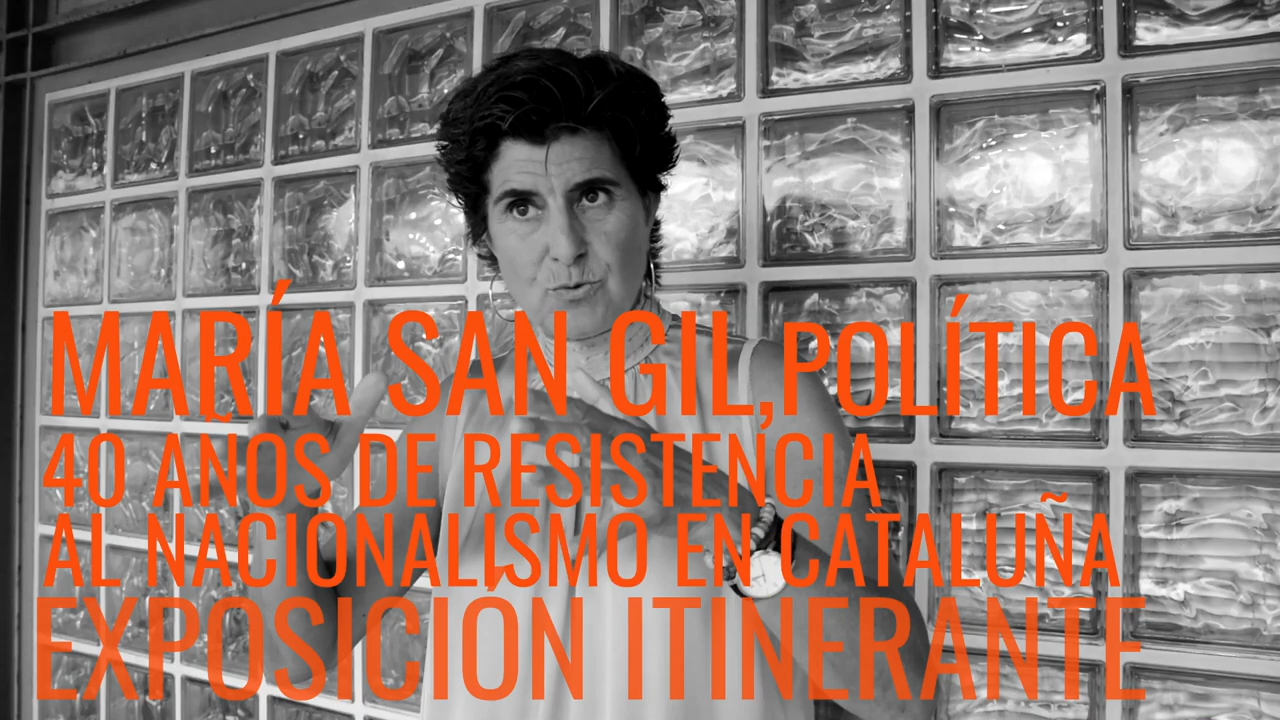 MARÍA SAN GIL, POLÍTICA
40 AÑOS DE RESISTENCIA
AL NACIONALISMO EN CATALUÑA
EXPOSICIÓN ITINERANTE